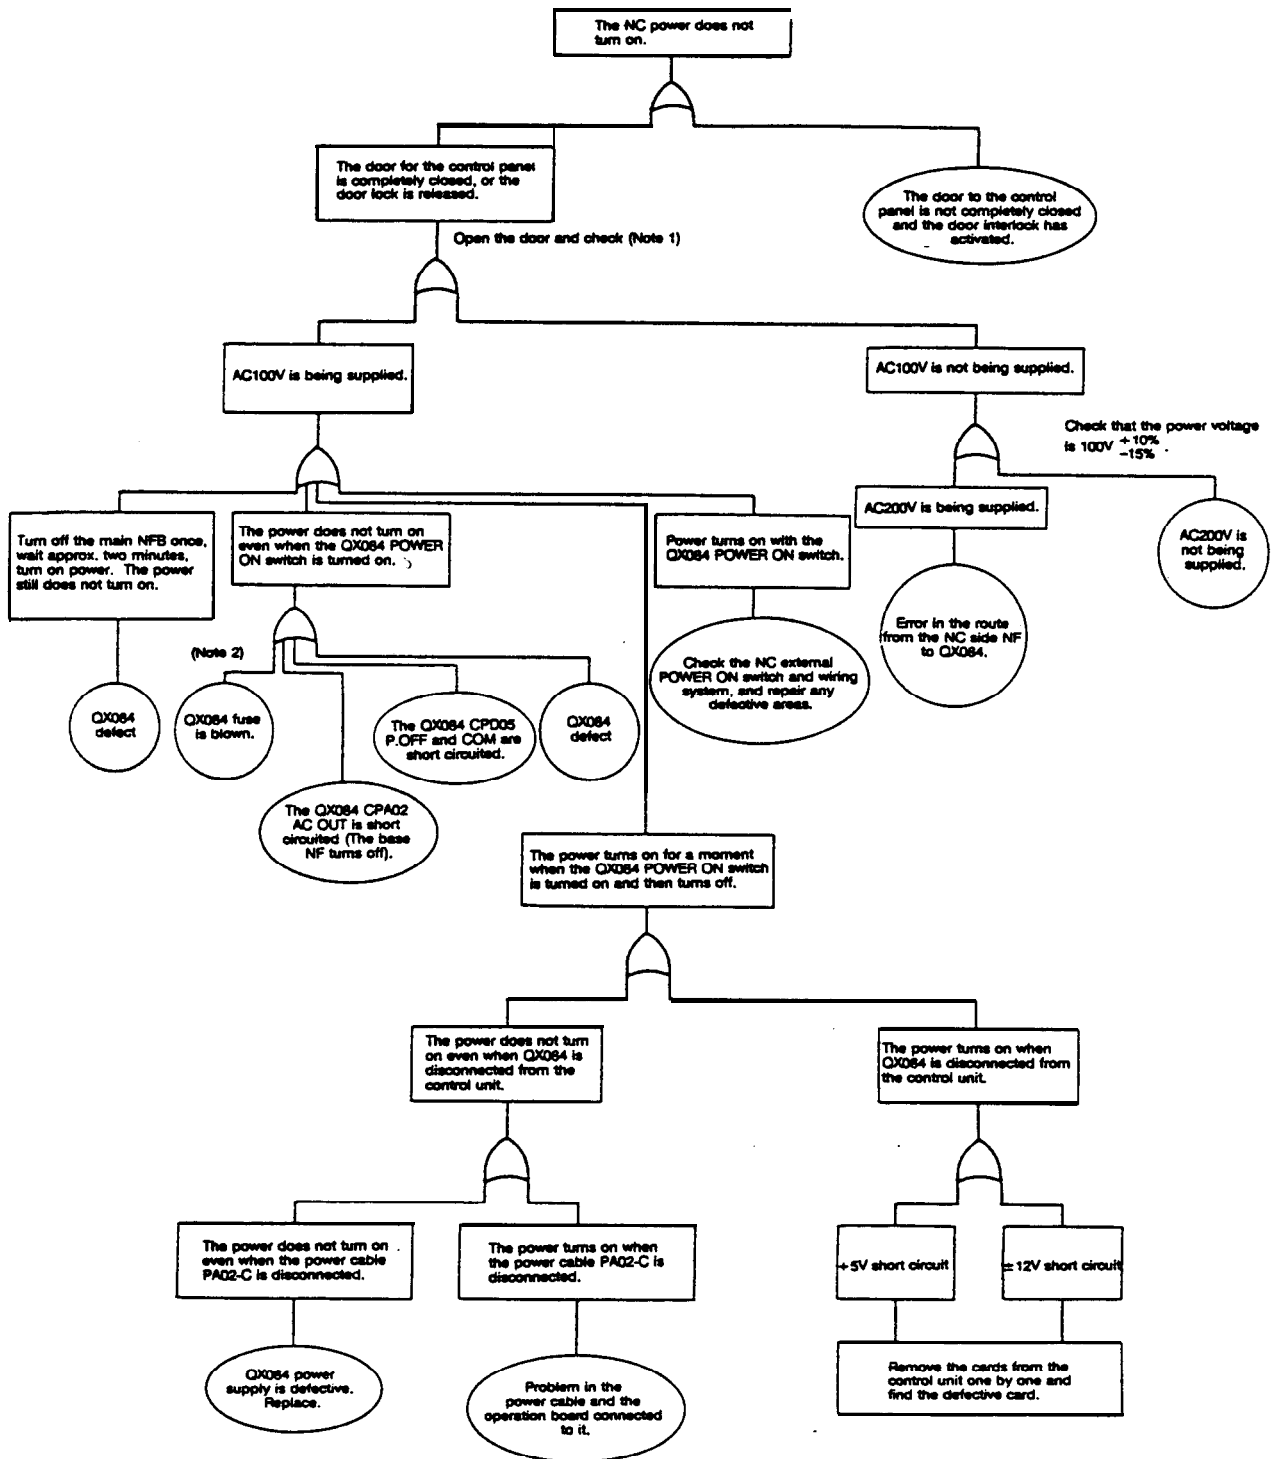 The NC power does not
turn on.
The door for the control panel
is completely closed, or the
door lock is released.
The door to the control
panel is not completely closed
and the door interlock has
activated.
Open the door and check (Note 1)
AC100V is being supplied.
AC100V is not being supplied.
Check that the power voltage
is 100V +10%
−15% .
Turn off the main NFB once,
wait approx. two minutes,
turn on power. The power
still does not turn on.
The power does not turn on
even when the QX084 POWER
ON switch is turned on.
Power turns on with the
QX084 POWER ON switch.
AC200V is being supplied.
AC200V is
not being
supplied.
Error in the route
from the NC side NF
to QX084.
(Note 2)
Check the NC external
POWER ON switch and wiring
system, and repair any
defective areas.
QX084
defect
QX084 fuse
is blown.
The QX084 CPD05
P.OFF and COM are
short circuited.
QX084
defect
The QX084 CPA02
AC OUT is short
circuited (The base
NF turns off).
The power turns on for a moment
when the QX084 POWER ON switch
is turned on and then turns off.
The power does not turn
on even when QX084 is
disconnected from the
control unit.
The power turns on when
QX084 is disconnected from
the control unit.
The power does not turn on
even when the power cable
PA02-C is disconnected.
The power turns on when
the power cable PA02-C is
disconnected.
+5V short circuit
±12V short circuit
QX084 power
supply is defective.
Replace.
Problem in the
power cable and the
operation board connected
to it.
Remove the cards from the
control unit one by one and
find the defective card.